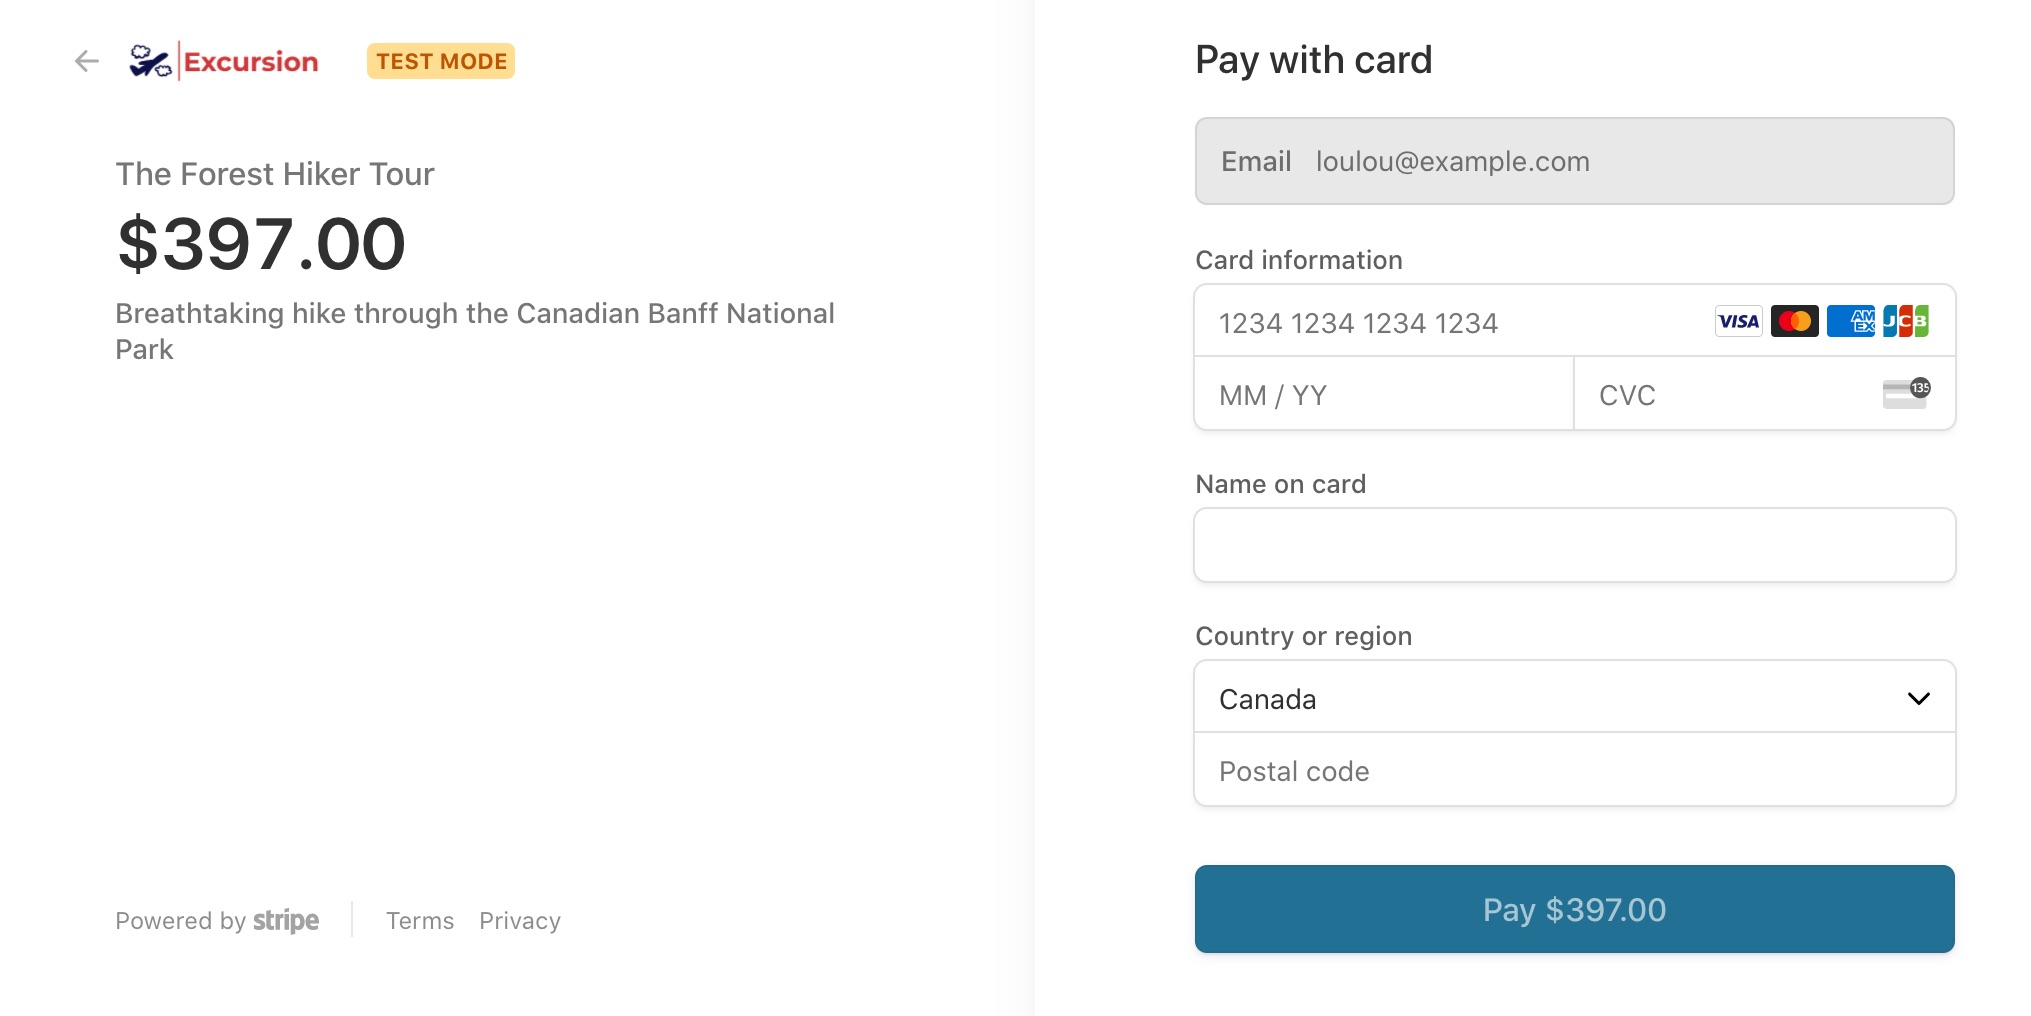 Excursion
TEST MODE
The Forest Hiker Tour
$397.00
Breathtaking hike through the Canadian Banff National
Park
Powered by stripe
Terms Privacy
Pay with card
Email loulou@example.com
Card information
1234 1234 1234 1234
VISA
AM
EX
JCB
MM / YY
CVC
135
Name on card
Country or region
Canada
Postal code
Pay $397.00